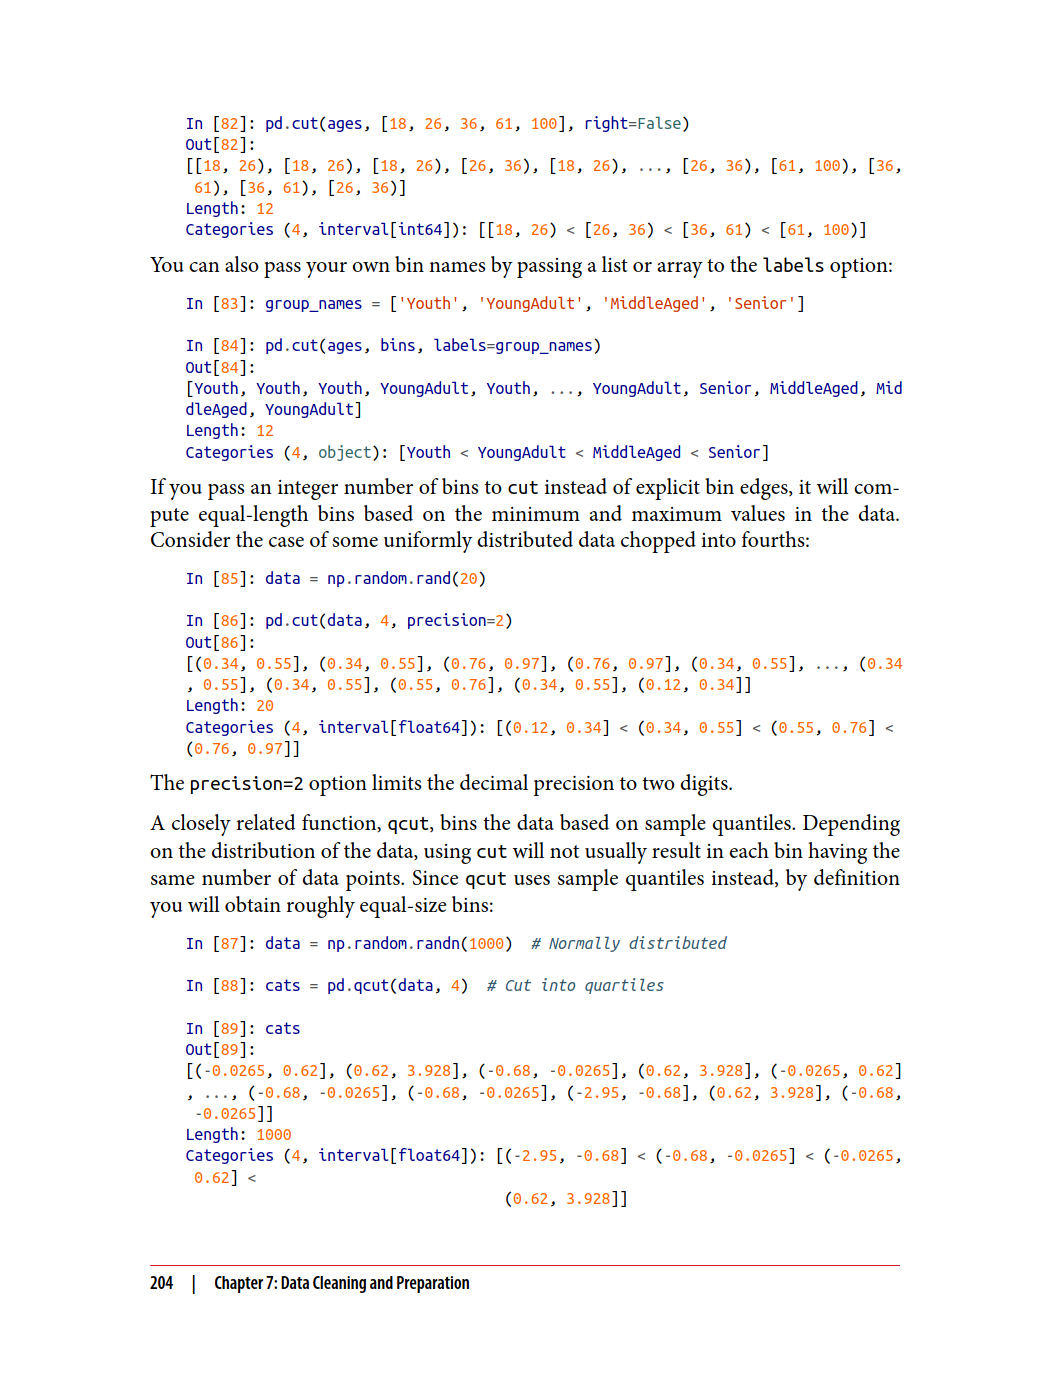 In [82]: pd.cut(ages, [18, 26, 36, 61, 100], right=False)
Out[82]:
[[18, 26), [18, 26), [18, 26), [26, 36), [18, 26), ..., [26, 36), [61, 100), [36,
 61), [36, 61), [26, 36)]
Length: 12
Categories (4, interval[int64]): [[18, 26) < [26, 36) < [36, 61) < [61, 100)]
You can also pass your own bin names by passing a list or array to the labels option:
In [83]: group_names = ['Youth', 'YoungAdult', 'MiddleAged', 'Senior']
In [84]: pd.cut(ages, bins, labels=group_names)
Out[84]:
[Youth, Youth, Youth, YoungAdult, Youth, ..., YoungAdult, Senior, MiddleAged, Mid
dleAged, YoungAdult]
Length: 12
Categories (4, object): [Youth < YoungAdult < MiddleAged < Senior]
If you pass an integer number of bins to cut instead of explicit bin edges, it will com-
pute equal-length bins based on the minimum and maximum values in the data.
Consider the case of some uniformly distributed data chopped into fourths:
In [85]: data = np.random.rand(20)
In [86]: pd.cut(data, 4, precision=2)
Out[86]:
[(0.34, 0.55], (0.34, 0.55], (0.76, 0.97], (0.76, 0.97], (0.34, 0.55], ..., (0.34
, 0.55], (0.34, 0.55], (0.55, 0.76], (0.34, 0.55], (0.12, 0.34]]
Length: 20
Categories (4, interval[float64]): [(0.12, 0.34] < (0.34, 0.55] < (0.55, 0.76] <
(0.76, 0.97]]
The precision=2 option limits the decimal precision to two digits.
A closely related function, qcut, bins the data based on sample quantiles. Depending
on the distribution of the data, using cut will not usually result in each bin having the
same number of data points. Since qcut uses sample quantiles instead, by definition
you will obtain roughly equal-size bins:
In [87]: data = np.random.randn(1000)  # Normally distributed
In [88]: cats = pd.qcut(data, 4)  # Cut into quartiles
In [89]: cats
Out[89]:
[(-0.0265, 0.62], (0.62, 3.928], (-0.68, -0.0265], (0.62, 3.928], (-0.0265, 0.62]
, ..., (-0.68, -0.0265], (-0.68, -0.0265], (-2.95, -0.68], (0.62, 3.928], (-0.68,
 -0.0265]]
Length: 1000
Categories (4, interval[float64]): [(-2.95, -0.68] < (-0.68, -0.0265] < (-0.0265,
 0.62] <
(0.62, 3.928]]
204 | Chapter 7: Data Cleaning and Preparation